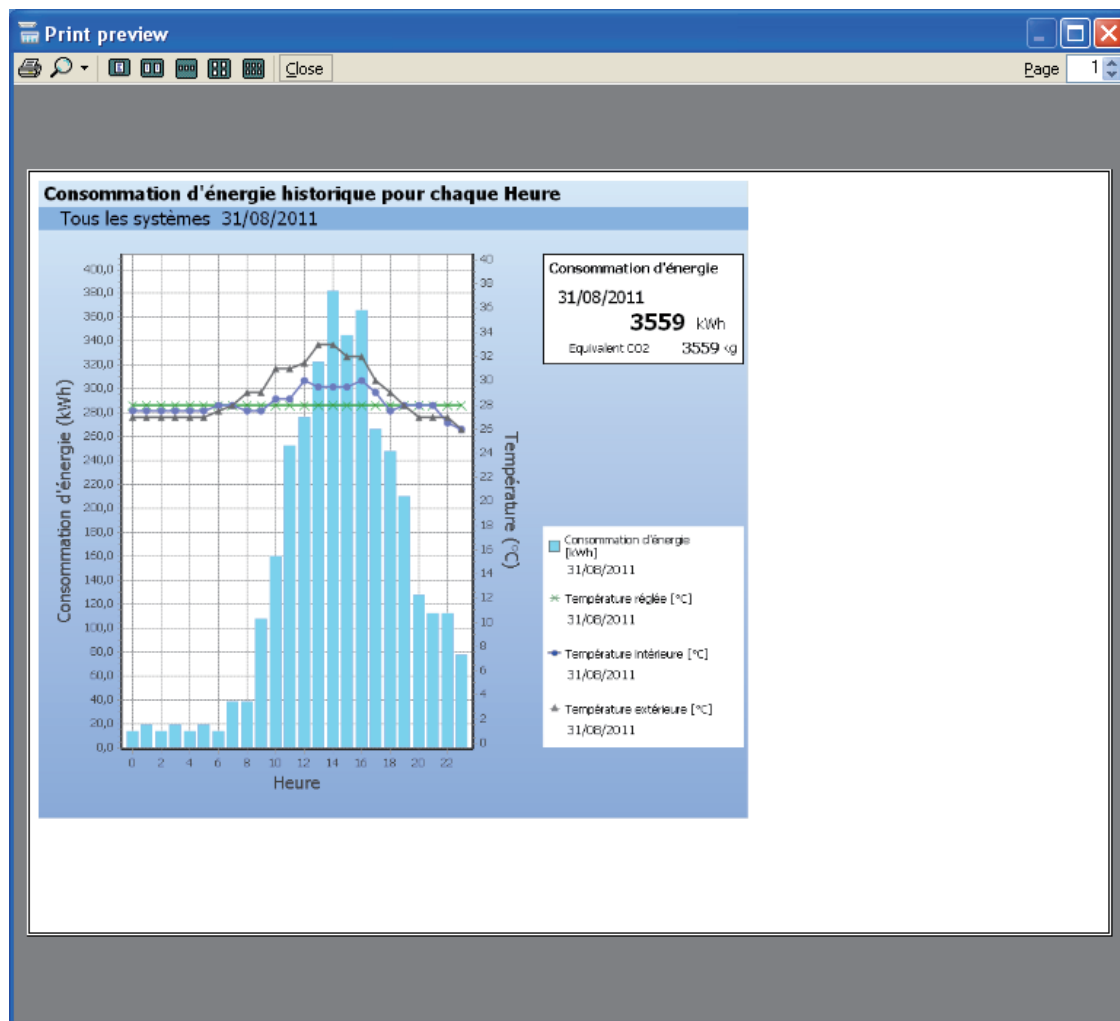 Print preview
Close
Page 1
Consommation d'énergie historique pour chaque Heure
Tous les systèmes 31/08/2011
Consommation d'énergie (kWh)
400,0
380,0
360,0
340,0
320,0
300,0
280,0
260,0
240,0
220,0
200,0
180,0
160,0
140,0
120,0
100,0
80,0
60,0
40,0
20,0
0,0
0 2 4 6 8 10 12 14 16 18 20 22
Heure
40
38
36
34
32
30
28
26
24
22
20
18
16
14
12
10
8
6
4
2
0
Température (°C)
Consommation d'énergie
31/08/2011
3559 kWh
Equivalent CO2 3559 kg
Consommation d'énergie
[kWh]
31/08/2011
Température réglée [°C]
31/08/2011
Température intérieure [°C]
31/08/2011
Température extérieure [°C]
31/08/2011